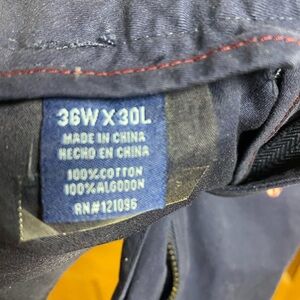 36W X 30L
MADE IN CHINA
HECHO EN CHINA
100% COTTON
100% ALGODON
RN#121096